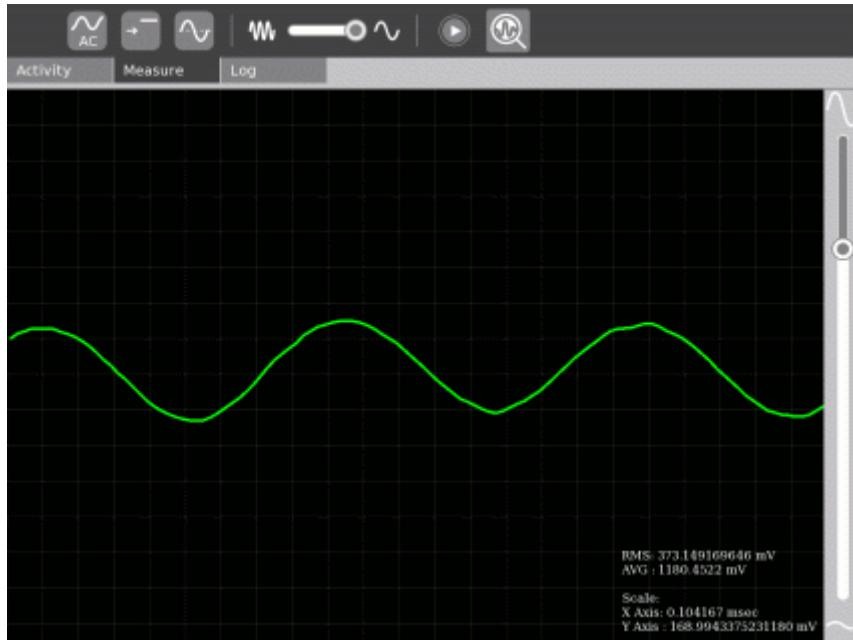 AC
Activity
Measure
Log
RMS: 373.149169646 mV
AVG : 1180.4522 mV
Scale:
X Axis: 0.104167 msec
Y Axis : 168.9943375231180 mV